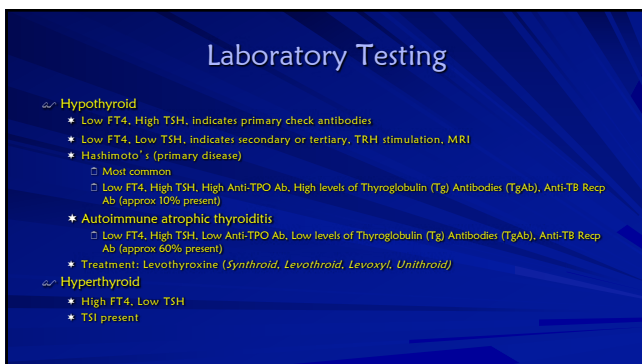 Laboratory Testing
Hypothyroid
Low FT4, High TSH, indicates primary check antibodies
Low FT4, Low TSH, indicates secondary or tertiary, TRH stimulation, MRI
Hashimoto's (primary disease)
Most common
Low FT4, High TSH, High Anti-TPO Ab, High levels of Thyroglobulin (Tg) Antibodies (TgAb), Anti-TB Recp
Ab (approx 10% present)
Autoimmune atrophic thyroiditis
Low FT4, High TSH, Low Anti-TPO Ab, Low levels of Thyroglobulin (Tg) Antibodies (TgAb), Anti-TB Recp
Ab (approx 60% present)
Treatment: Levothyroxine (Synthroid, Levothroid, Levoxyl, Unithroid)
Hyperthyroid
High FT4, Low TSH
TSI present